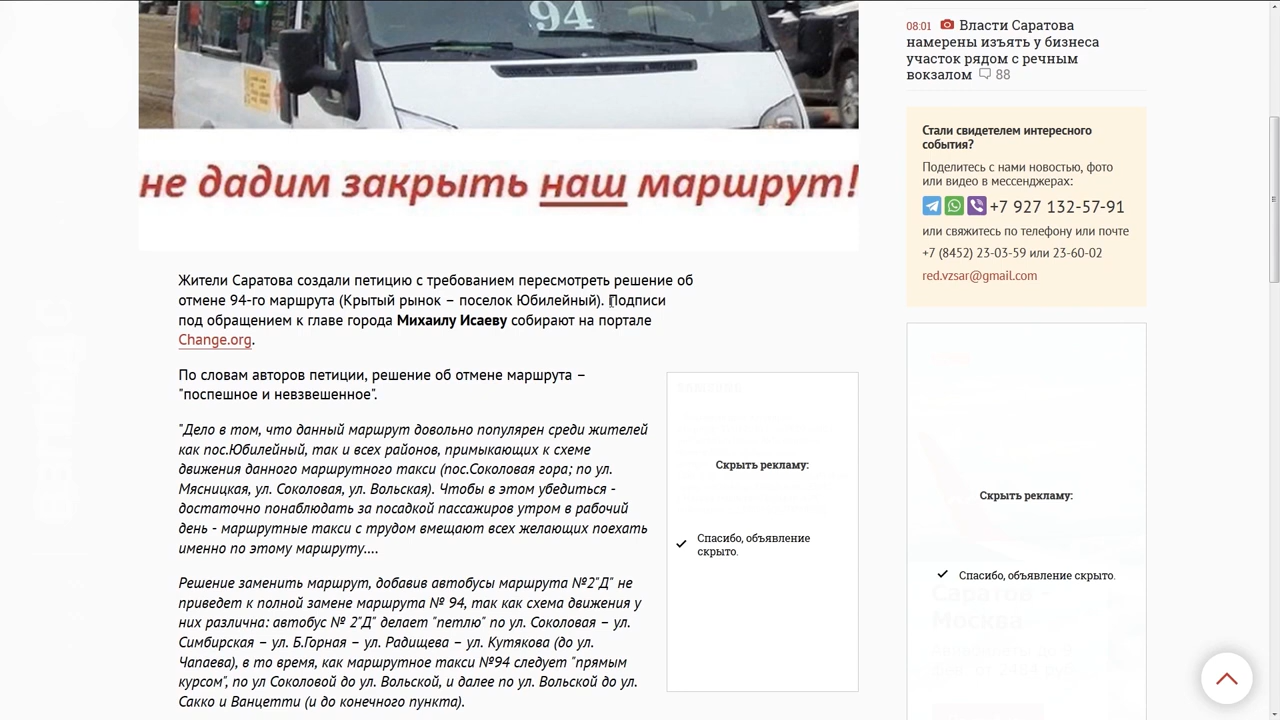 94
не дадим закрыть наш маршрут!
Жители Саратова создали петицию с требованием пересмотреть решение об
отмене 94-го маршрута (Крытый рынок – поселок Юбилейный). Подписи
под обращением к главе города Михаилу Исаеву собирают на портале
Change.org.
По словам авторов петиции, решение об отмене маршрута –
"поспешное и невзвешенное".
"Дело в том, что данный маршрут довольно популярен среди жителей
как пос.Юбилейный, так и всех районов, примыкающих к схеме
движения данного маршрутного такси (пос.Соколовая гора; по ул.
Мясницкая, ул. Соколовая, ул. Вольская). Чтобы в этом убедиться -
достаточно понаблюдать за посадкой пассажиров утром в рабочий
день - маршрутные такси с трудом вмещают всех желающих поехать
именно по этому маршруту....
Решение заменить маршрут, добавив автобусы маршрута №2"Д" не
приведет к полной замене маршрута № 94, так как схема движения у
них различна: автобус № 2"Д" делает "петлю" по ул. Соколовая – ул.
Симбирская – ул. Б.Горная – ул. Радищева – ул. Кутякова (до ул.
Чапаева), в то время, как маршрутное такси №94 следует "прямым
курсом", по ул Соколовой до ул. Вольской, и далее по ул. Вольской до ул.
Сакко и Ванцетти (и до конечного пункта).
Скрыть рекламу:
Спасибо, объявление
скрыто.
08:01 Власти Саратова
намерены изъять у бизнеса
участок рядом с речным
вокзалом 88
Стали свидетелем интересного
события?
Поделитесь с нами новостью, фото
или видео в мессенджерах:
+7 927 132-57-91
или свяжитесь по телефону или почте
+7 (8452) 23-03-59 или 23-60-02
red.vzsar@gmail.com
Скрыть рекламу:
Спасибо, объявление скрыто.
Саратов -
Москва